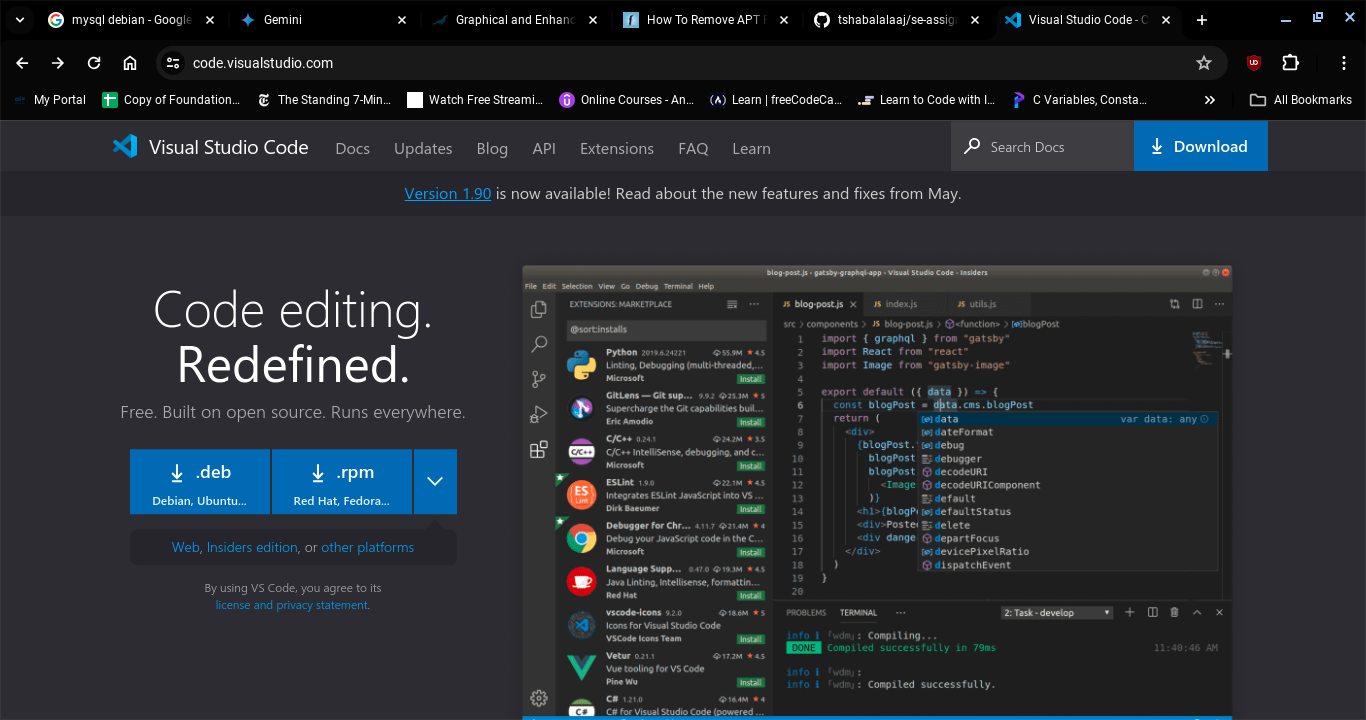 mysql debian - Google
Gemini
Graphical and Enhanc
How To Remove APT
tshabalalaaj/se-assig
Visual Studio Code - C
code.visualstudio.com
My Portal
Copy of Foundation...
The Standing 7-Min...
Watch Free Streami...
Online Courses - An...
Learn | freeCodeCa...
Learn to Code with I...
C Variables, Consta...
All Bookmarks
Visual Studio Code
Docs
Updates
Blog
API
Extensions
FAQ
Learn
Search Docs
Download
Version 1.90 is now available! Read about the new features and fixes from May.
Code editing.
Redefined.
Free. Built on open source. Runs everywhere.
.deb
Debian, Ubuntu...
.rpm
Red Hat, Fedora...
Web, Insiders edition, or other platforms
By using VS Code, you agree to its
license and privacy statement.
blog-post.js - gatsby-graphql-app - Visual Studio Code - Insiders
File Edit Selection View Go Debug Terminal Help
EXTENSIONS: MARKETPLACE
@sort:installs
Python 2019.6.24221 55.9M 4.5
Linting, Debugging (multi-threaded,...
Microsoft Install
GitLens — Git sup... 9.9.2 25.3M 5
Supercharge the Git capabilities buil...
Eric Amodio Install
C/C++ 0.24.1 24.2M 3.5
C/C++ IntelliSense, debugging, and c...
Microsoft Install
ESLint 1.9.0 22.1M 4.5
Integrates ESLint JavaScript into VS ...
Dirk Baeumer Install
Debugger for Chr... 4.11.7 21.4M 4
Debug your JavaScript code in the C...
Microsoft Install
Language Supp... 0.47.0 19.3M 4.5
Java Linting, Intellisense, formattin...
Red Hat Install
vscode-icons 9.2.0 18.6M 5
Icons for Visual Studio Code
VSCode Icons Team Install
Vetur 0.21.1 17.2M 4.5
Vue tooling for VS Code
Pine Wu Install
C# 1.21.0 16.4M 4
C# for Visual Studio Code (powered ...
JS blog-post.js
JS index.js
JS utils.js
src > components > JS blog-post.js > <function> > blogPost
1 import { graphql } from "gatsby"
2 import React from "react"
3 import Image from "gatsby-image"
4
5 export default ({ data }) => {
6 const blogPost = data.cms.blogPost
7 return (
8 <div>
9 {blogPost.
10 blogPost
11 blogPost
12 <Image
13 )}
14 <h1>{blogP
15 <div>Poste
16 <div dange
17 </div>
18 )
19 }
20
data var data: any
dateFormat
debug
debugger
decodeURI
decodeURIComponent
default
defaultStatus
delete
departFocus
devicePixelRatio
dispatchEvent
PROBLEMS TERMINAL ... 2: Task - develop
info ℹ ｢wdm｣: Compiling...
DONE Compiled successfully in 79ms 11:40:46 AM
info ℹ ｢wdm｣:
info ℹ ｢wdm｣: Compiled successfully.